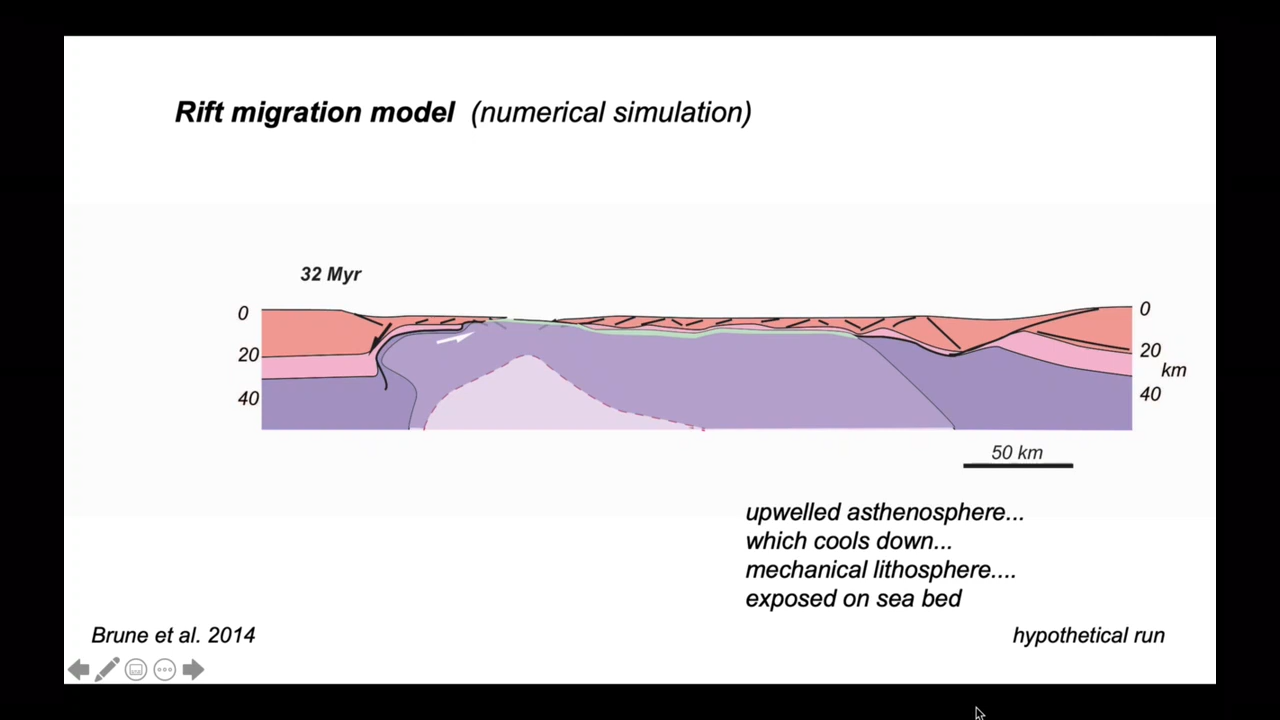 Rift migration model (numerical simulation)
32 Myr
0
0
20
20
km
40
40
50 km
upwelled asthenosphere...
which cools down...
mechanical lithosphere....
exposed on sea bed
Brune et al. 2014
hypothetical run